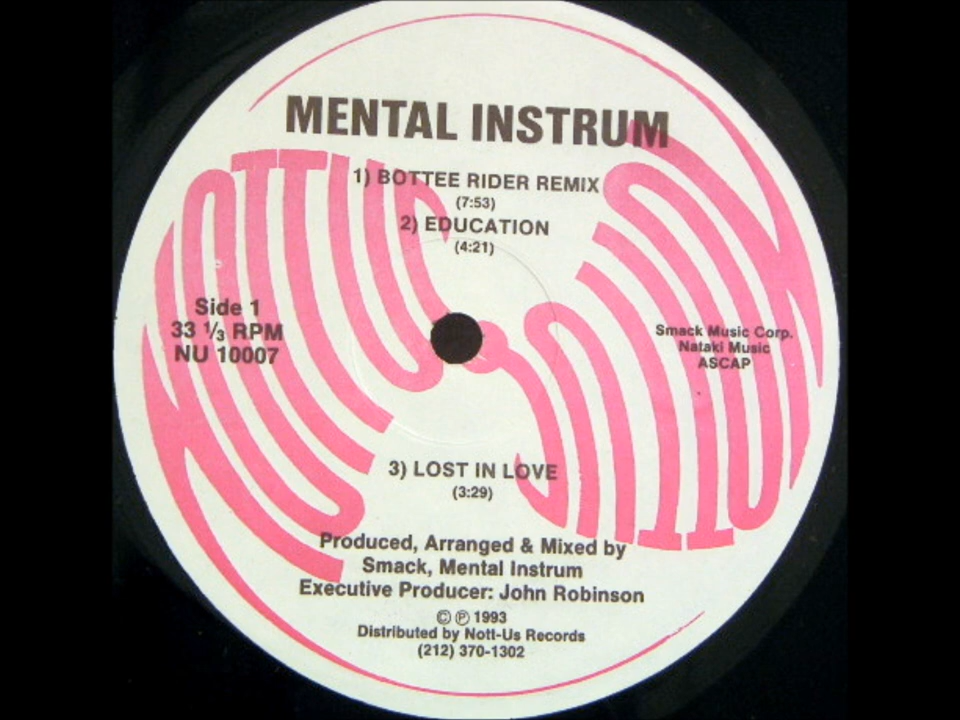 MENTAL INSTRUM
1) BOTTEE RIDER REMIX
(7:53)
2) EDUCATION
(4:21)
Side 1
33 ⅓ RPM
NU 10007
Smack Music Corp.
Nataki Music
ASCAP
3) LOST IN LOVE
(3:29)
Produced, Arranged & Mixed by
Smack, Mental Instrum
Executive Producer: John Robinson
© ℗ 1993
Distributed by Nott-Us Records
(212) 370-1302
NOTTUS
NOTTUS